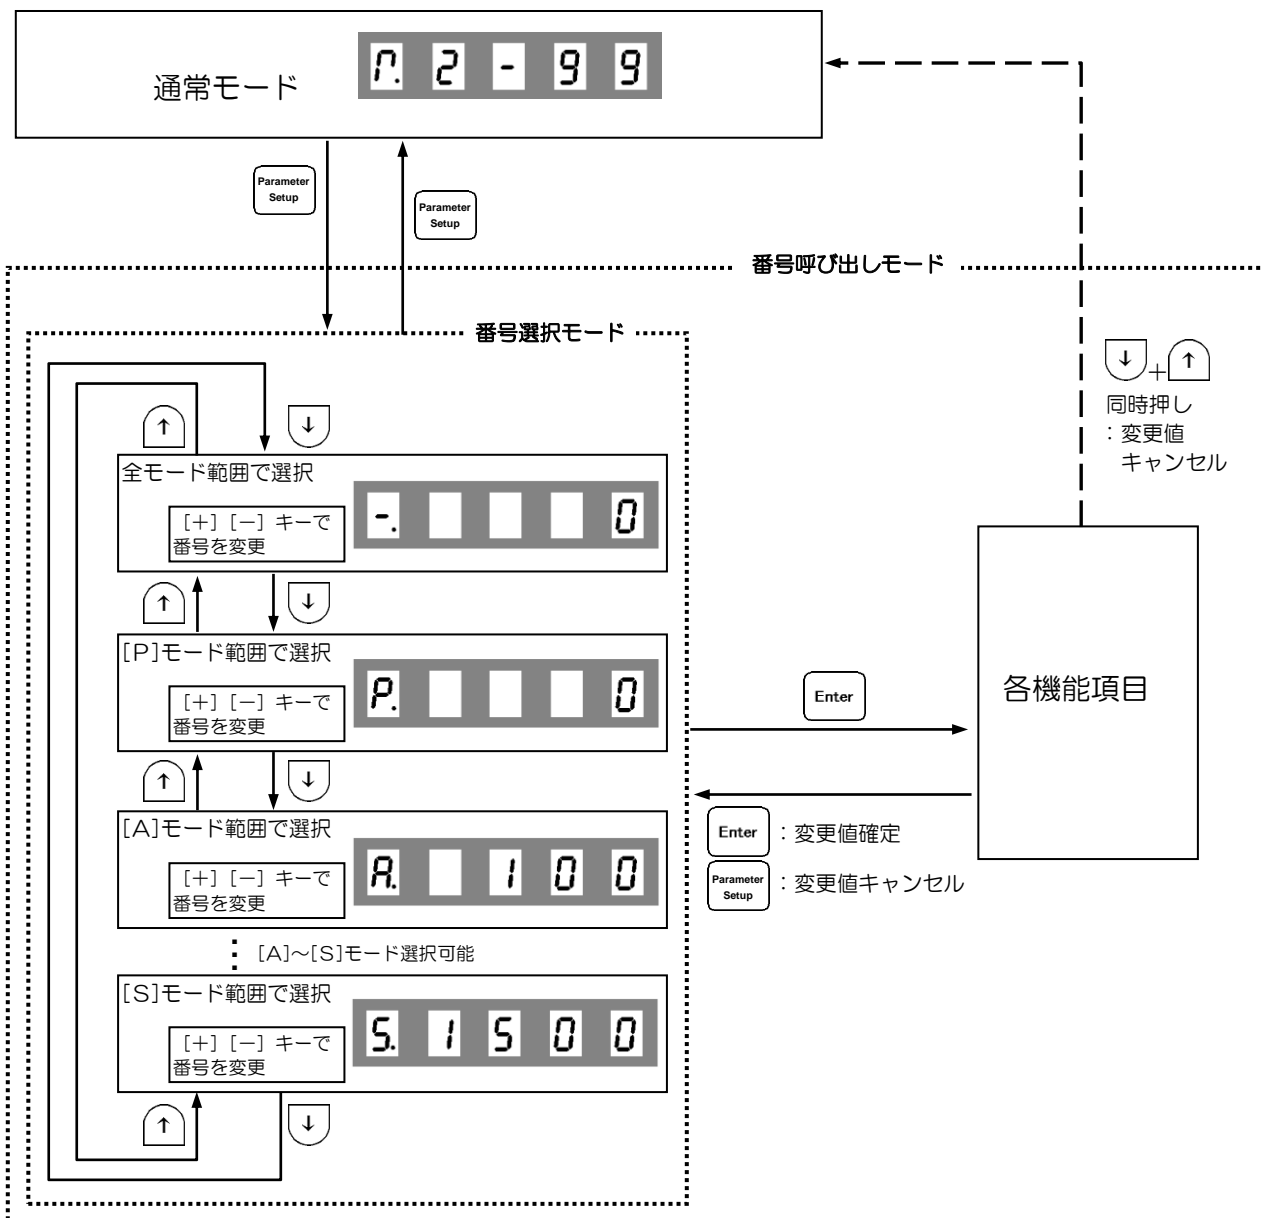 通常モード
П. 2 - 9 9
Parameter
Setup
Parameter
Setup
番号呼び出しモード
番号選択モード
↓+↑
同時押し
：変更値
キャンセル
↑ ↓
全モード範囲で選択
[＋] [－] キーで
番号を変更
-. 0
↑ ↓
[P]モード範囲で選択
[＋] [－] キーで
番号を変更
P. 0
↑ ↓
[A]モード範囲で選択
[＋] [－] キーで
番号を変更
A. 1 0 0
[A]～[S]モード選択可能
[S]モード範囲で選択
[＋] [－] キーで
番号を変更
S. 1 5 0 0
↑ ↓
Enter
各機能項目
Enter ：変更値確定
Parameter
Setup ：変更値キャンセル